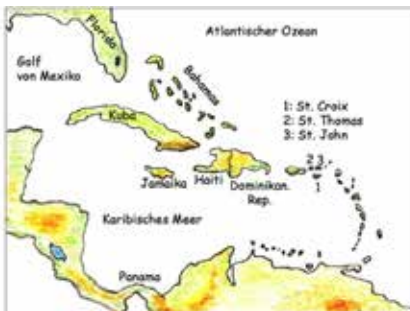 Florida
Atlantischer Ozean
Golf
von Mexiko
Bahamas
1: St. Croix
2: St. Thomas
3: St. John
Kuba
2 3
1
Jamaika
Haiti
Dominikan.
Rep.
Karibisches Meer
Panama